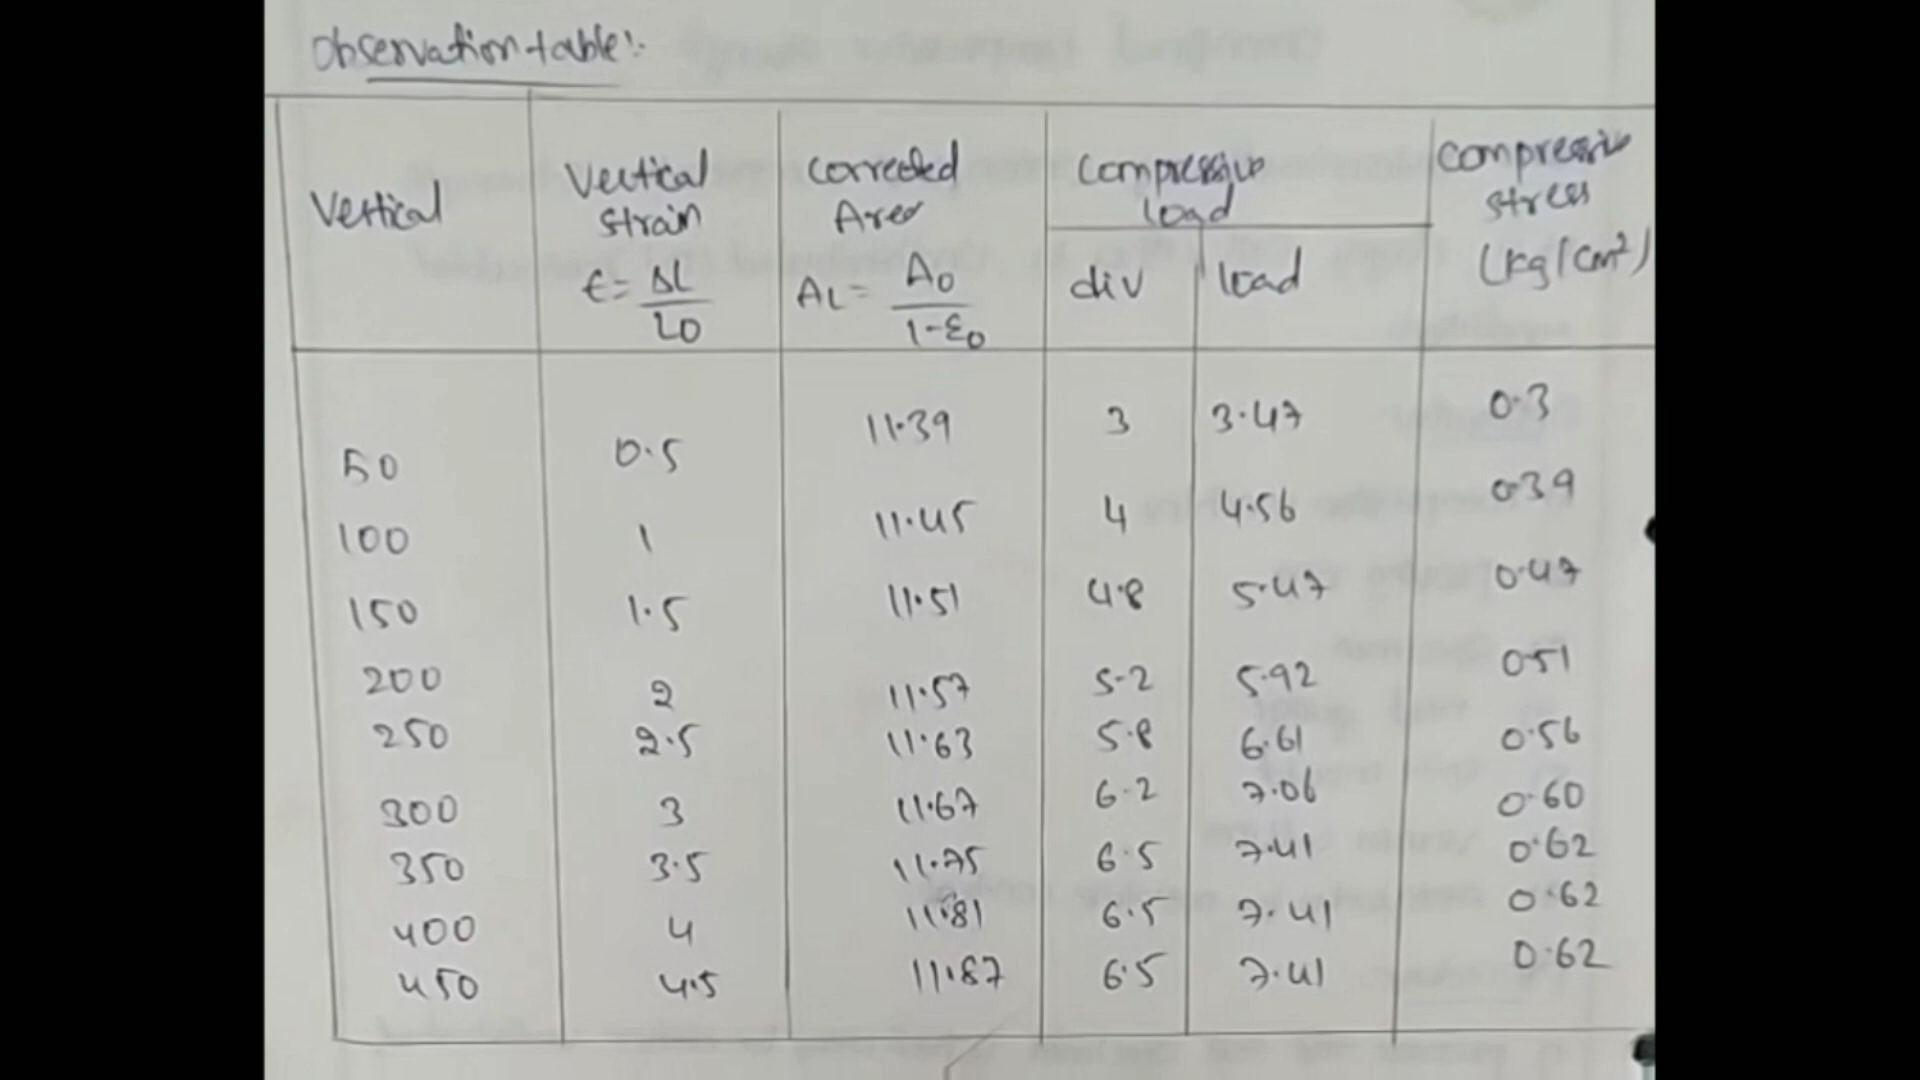 Observation table:-
Vertical | Vertical strain ε = ΔL / L0 | Corrected Area AL = A0 / 1-ε0 | Compressive load div | load | Compressive stress (kg/cm²)
50 | 0.5 | 11.39 | 3 | 3.47 | 0.3
100 | 1 | 11.45 | 4 | 4.56 | 0.39
150 | 1.5 | 11.51 | 4.8 | 5.47 | 0.47
200 | 2 | 11.57 | 5.2 | 5.92 | 0.51
250 | 2.5 | 11.63 | 5.8 | 6.61 | 0.56
300 | 3 | 11.67 | 6.2 | 7.06 | 0.60
350 | 3.5 | 11.75 | 6.5 | 7.41 | 0.62
400 | 4 | 11.81 | 6.5 | 7.41 | 0.62
450 | 4.5 | 11.87 | 6.5 | 7.41 | 0.62